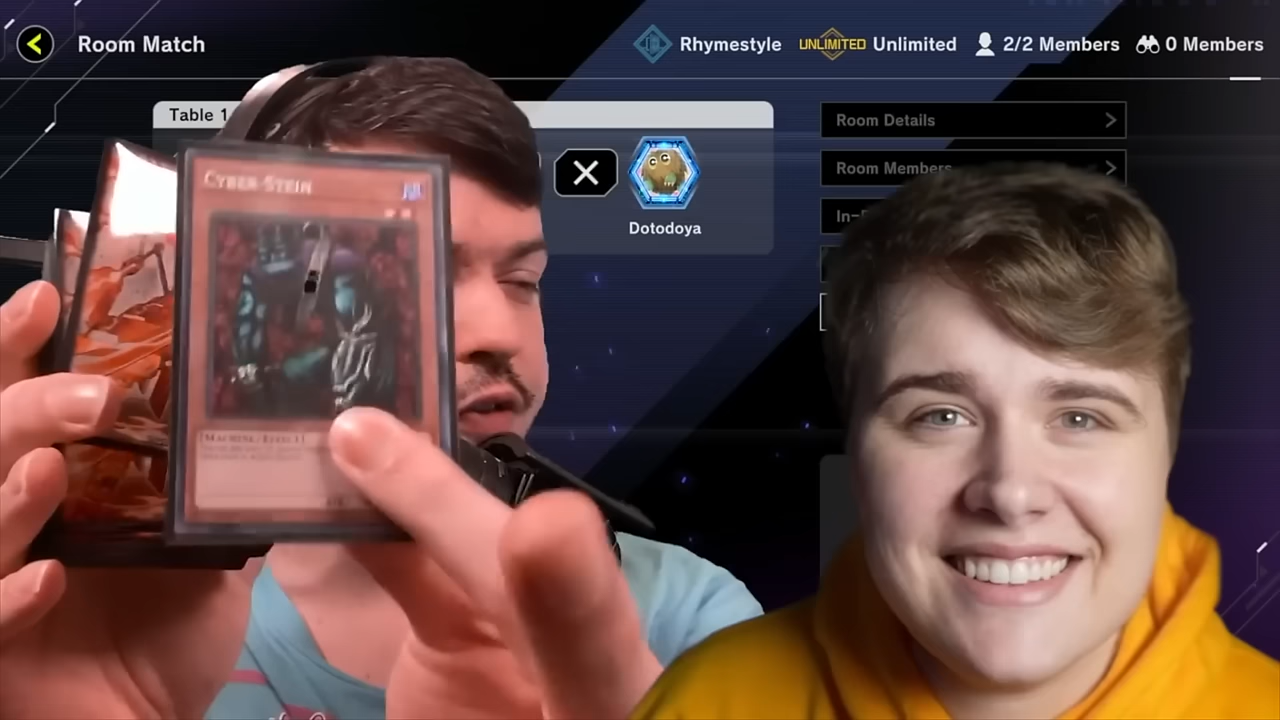 Room Match
Rhymestyle
UNLIMITED
Unlimited
2/2 Members
0 Members
Table 1
Room Details
Room Members
In-
Dotodoya
CYBER-STEIN